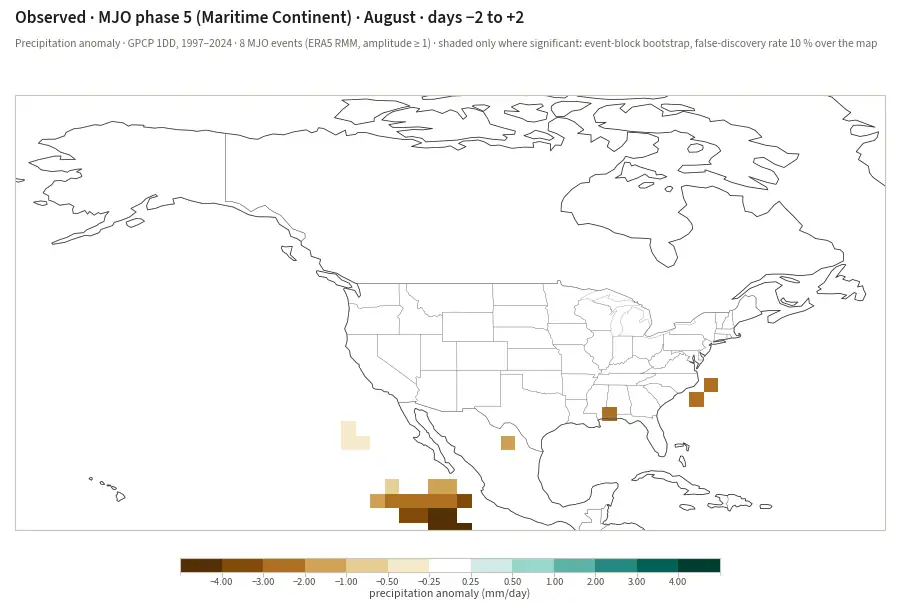 Observed · MJO phase 5 (Maritime Continent) · August · days −2 to +2
Precipitation anomaly · GPCP 1DD, 1997–2024 · 8 MJO events (ERA5 RMM, amplitude ≥ 1) · shaded only where significant: event-block bootstrap, false-discovery rate 10 % over the map
−4.00 −3.00 −2.00 −1.00 −0.50 −0.25 0.25 0.50 1.00 2.00 3.00 4.00
precipitation anomaly (mm/day)